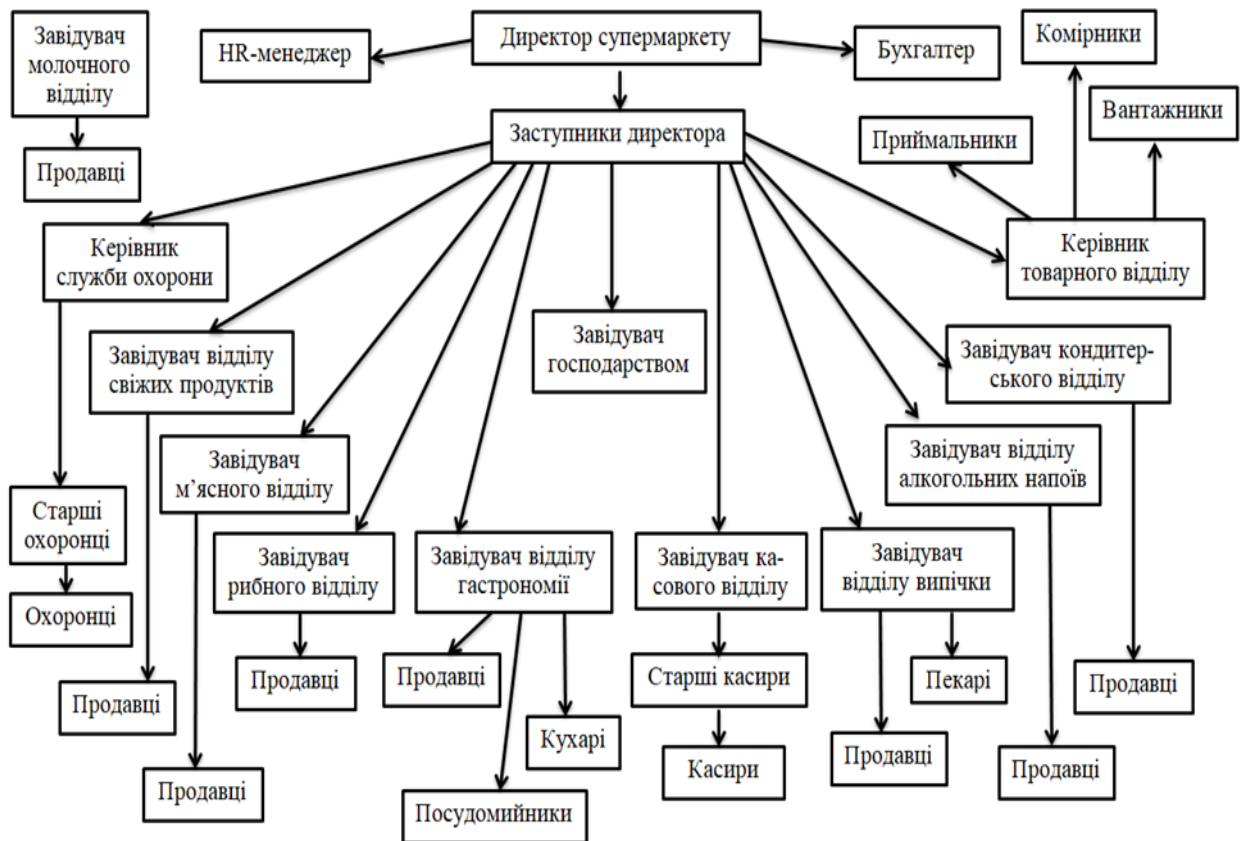 Завідувач
молочного
відділу
Продавці
HR-менеджер
Директор супермаркету
Бухгалтер
Комірники
Вантажники
Заступники директора
Приймальники
Керівник
служби охорони
Керівник
товарного відділу
Завідувач
господарством
Завідувач відділу
свіжих продуктів
Завідувач кондитер-
ського відділу
Завідувач
м’ясного відділу
Завідувач відділу
алкогольних напоїв
Старші
охоронці
Охоронці
Завідувач
рибного відділу
Завідувач відділу
гастрономії
Завідувач ка-
сового відділу
Завідувач
відділу випічки
Продавці
Продавці
Продавці
Старші касири
Пекарі
Продавці
Кухарі
Продавці
Касири
Продавці
Продавці
Посудомийники